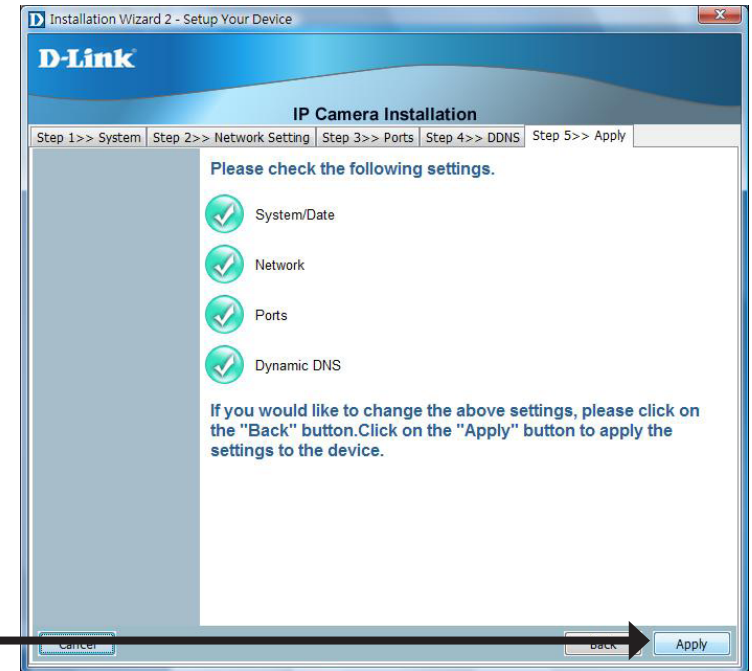 Installation Wizard 2 - Setup Your Device
D-Link
IP Camera Installation
Step 1>> System Step 2>> Network Setting Step 3>> Ports Step 4>> DDNS Step 5>> Apply
Please check the following settings.
System/Date
Network
Ports
Dynamic DNS
If you would like to change the above settings, please click on
the "Back" button.Click on the "Apply" button to apply the
settings to the device.
Cancel Back Apply